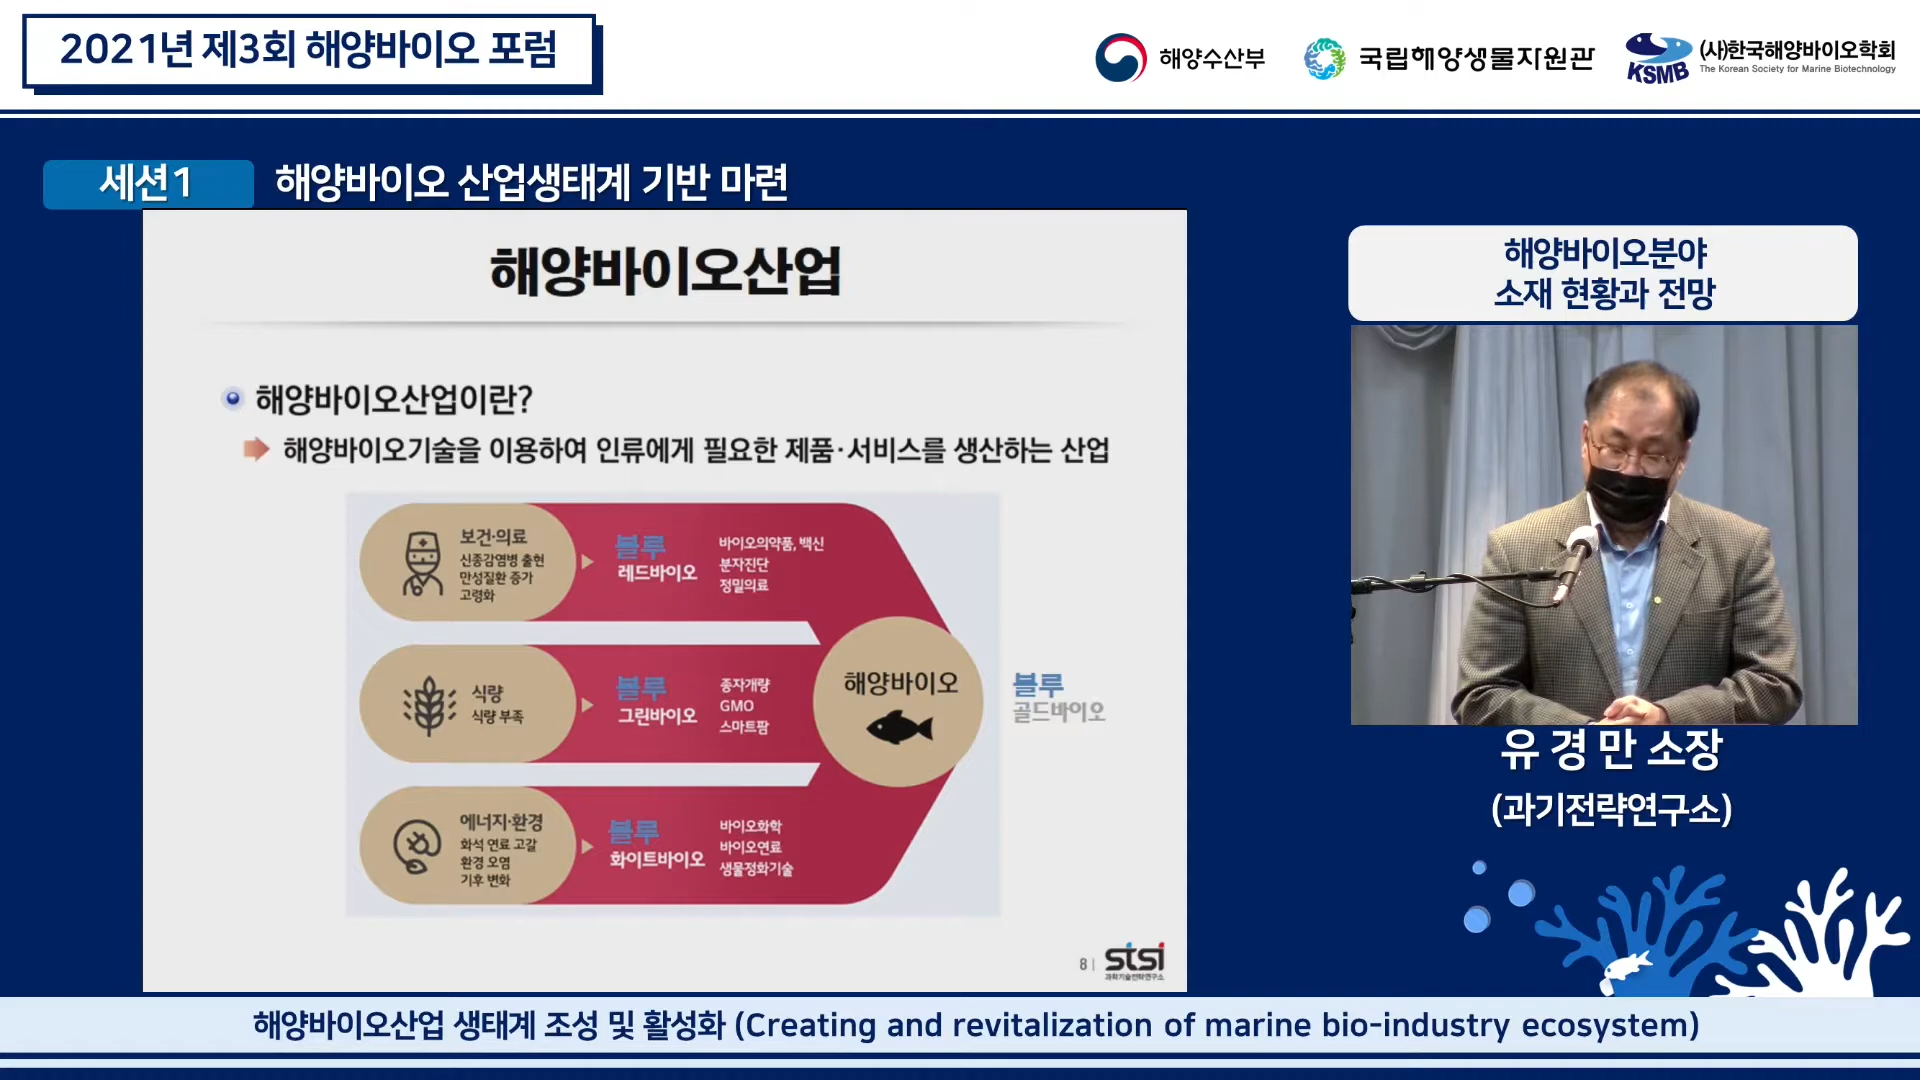 2021년 제3회 해양바이오 포럼
해양수산부
국립해양생물자원관
KSMB
(사)한국해양바이오학회
The Korean Society for Marine Biotechnology
세션1
해양바이오 산업생태계 기반 마련
해양바이오산업
해양바이오산업이란?
해양바이오기술을 이용하여 인류에게 필요한 제품·서비스를 생산하는 산업
보건·의료
신종감염병 출현
만성질환 증가
고령화
블루
레드바이오
바이오의약품, 백신
분자진단
정밀의료
식량
식량 부족
블루
그린바이오
종자개량
GMO
스마트팜
에너지·환경
화석 연료 고갈
환경 오염
기후 변화
블루
화이트바이오
바이오화학
바이오연료
생물정화기술
해양바이오
블루
골드바이오
8 |
stsi
과학기술전략연구소
해양바이오분야
소재 현황과 전망
유 경 만 소장
(과기전략연구소)
해양바이오산업 생태계 조성 및 활성화 (Creating and revitalization of marine bio-industry ecosystem)